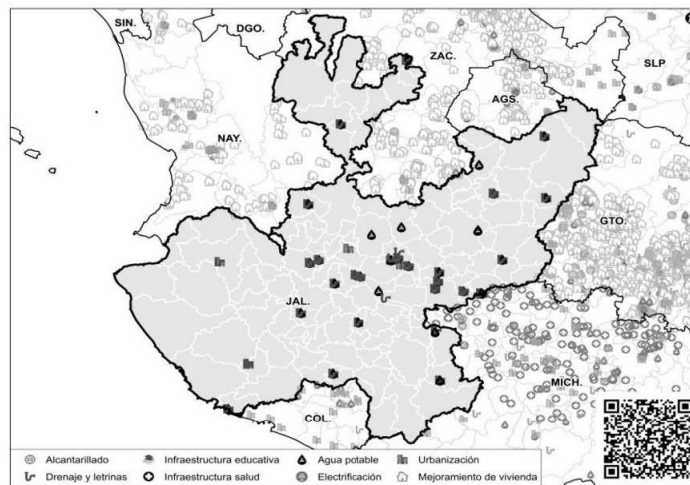 SIN.
DGO.
ZAC.
SLP
AGS.
NAY.
GTO.
JAL.
MICH.
COL.
Alcantarillado
Infraestructura educativa
Agua potable
Urbanización
Drenaje y letrinas
Infraestructura salud
Electrificación
Mejoramiento de vivienda